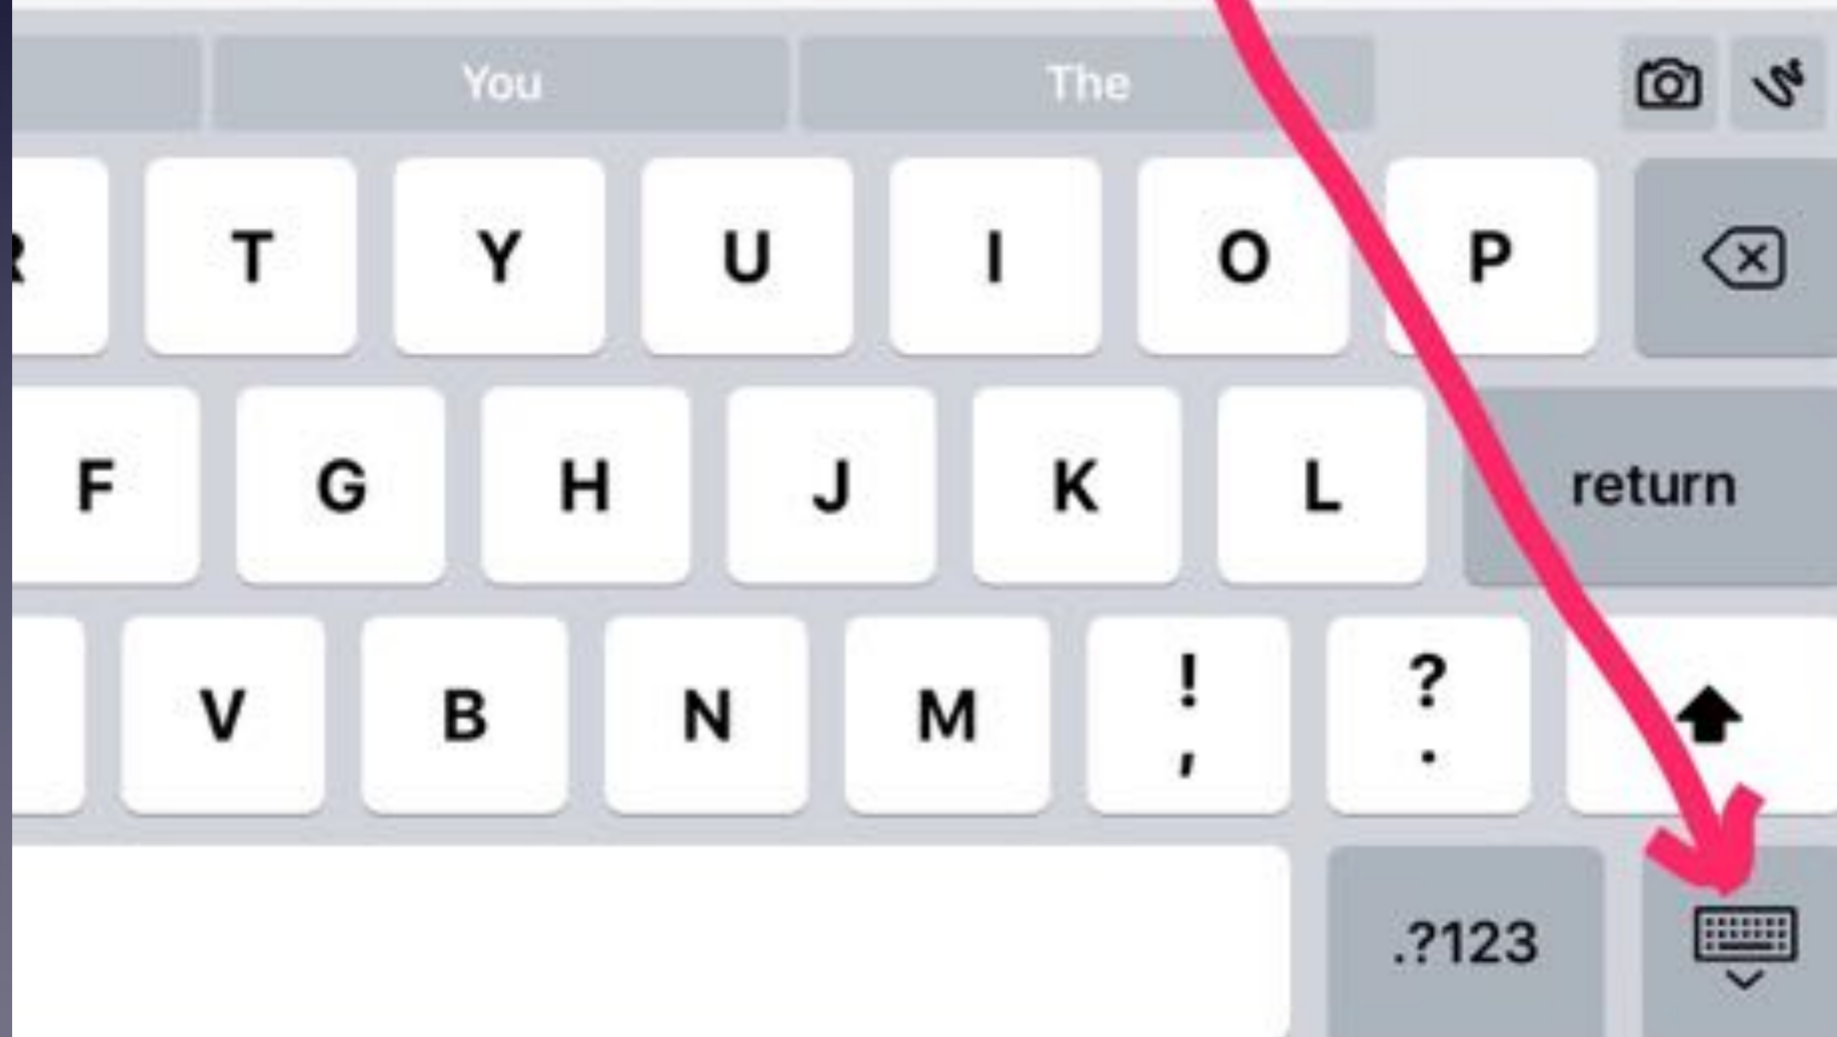 You The
R T Y U I O P
F G H J K L return
V B N M ! ,  ? .
.?123